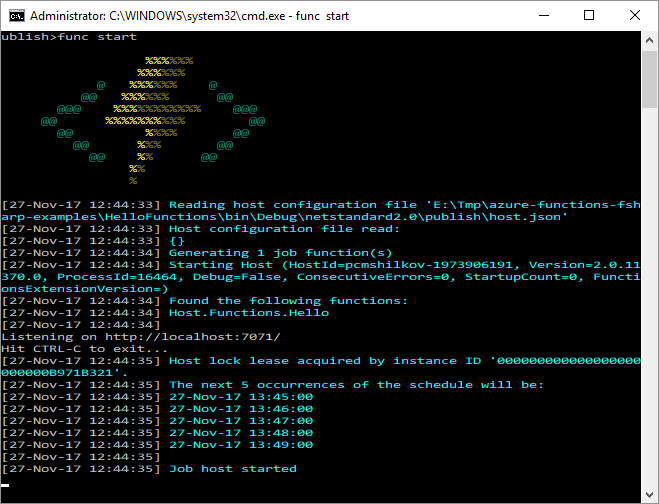 Administrator: C:\WINDOWS\system32\cmd.exe - func  start
ublish>func start
%%%%%%
%%%%%%
@   %%%%%%    @
@@   %%%%%%      @@
@@@    %%%%%%%%%%%    @@@
@@      %%%%%%%%%%        @@
@@         %%%%       @@
@@      %%%       @@
@@    %%      @@
%%
%
[27-Nov-17 12:44:33] Reading host configuration file 'E:\Tmp\azure-functions-fsh
arp-examples\HelloFunctions\bin\Debug\netstandard2.0\publish\host.json'
[27-Nov-17 12:44:33] Host configuration file read:
[27-Nov-17 12:44:33] {}
[27-Nov-17 12:44:34] Generating 1 job function(s)
[27-Nov-17 12:44:34] Starting Host (HostId=pcmshilkov-1973906191, Version=2.0.11
370.0, ProcessId=16464, Debug=False, ConsecutiveErrors=0, StartupCount=0, Functi
onsExtensionVersion=)
[27-Nov-17 12:44:34] Found the following functions:
[27-Nov-17 12:44:34] Host.Functions.Hello
[27-Nov-17 12:44:34]
Listening on http://localhost:7071/
Hit CTRL-C to exit...
[27-Nov-17 12:44:35] Host lock lease acquired by instance ID '000000000000000000
000000B971B321'.
[27-Nov-17 12:44:35] The next 5 occurrences of the schedule will be:
[27-Nov-17 12:44:35] 27-Nov-17 13:45:00
[27-Nov-17 12:44:35] 27-Nov-17 13:46:00
[27-Nov-17 12:44:35] 27-Nov-17 13:47:00
[27-Nov-17 12:44:35] 27-Nov-17 13:48:00
[27-Nov-17 12:44:35] 27-Nov-17 13:49:00
[27-Nov-17 12:44:35]
[27-Nov-17 12:44:35] Job host started